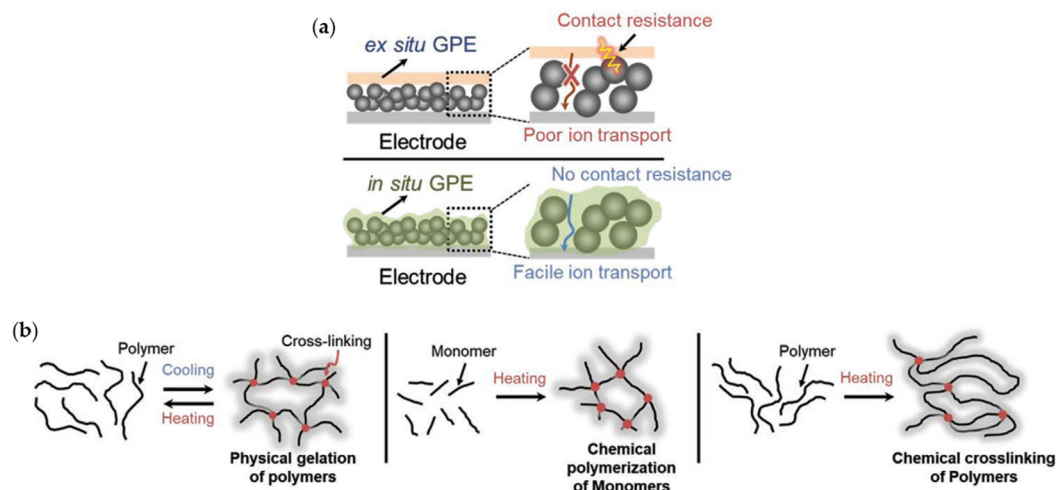 (a)
ex situ GPE
Electrode
Contact resistance
Poor ion transport
in situ GPE
Electrode
No contact resistance
Facile ion transport
(b)
Polymer
Cooling
Heating
Cross-linking
Physical gelation
of polymers
Monomer
Heating
Chemical
polymerization
of Monomers
Polymer
Heating
Chemical crosslinking
of Polymers